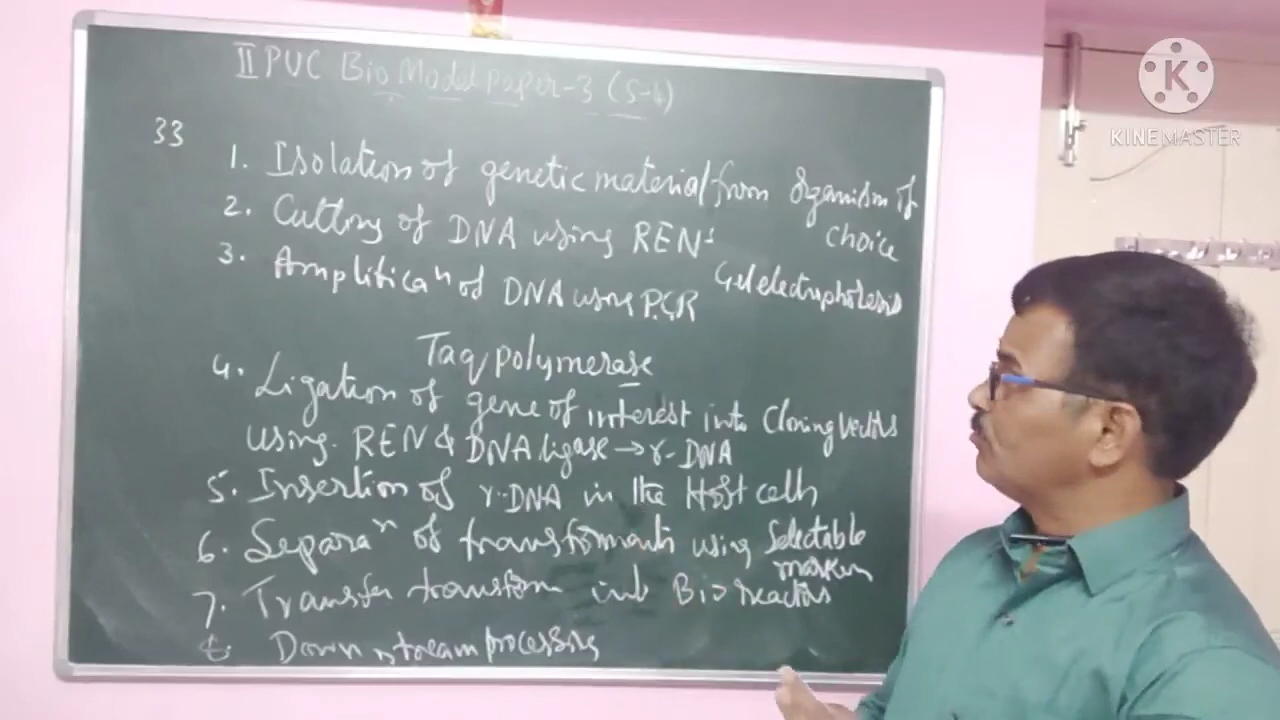 II PUC Bio Model paper-3 (S-4)
33
1. Isolation of genetic material from Organism of choice
2. Cutting of DNA using RENs
Gel electrophoresis
3. Amplificaⁿ of DNA using PCR
Taq polymerase
4. Ligation of gene of interest into Cloning vectors
using REN & DNA ligase → r-DNA
5. Insertion of r-DNA in the Host cells
6. Separaⁿ of transformants using Selectable markers
7. Transfer transform into Bioreactors
8. Down stream processing
K
KINEMASTER